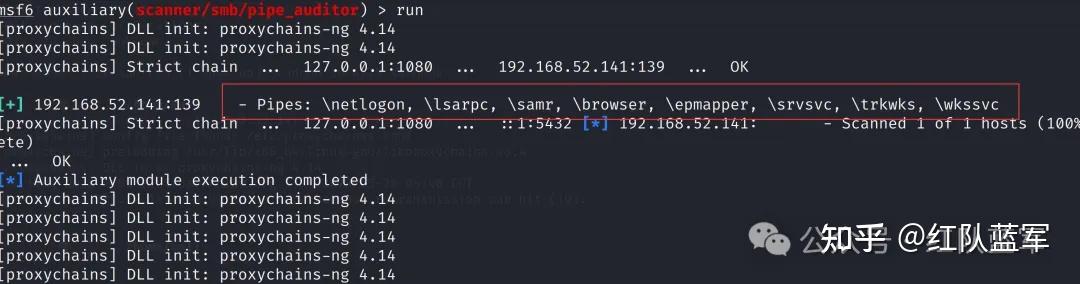 msf6 auxiliary(scanner/smb/pipe_auditor) > run
[proxychains] DLL init: proxychains-ng 4.14
[proxychains] DLL init: proxychains-ng 4.14
[proxychains] Strict chain ... 127.0.0.1:1080 ... 192.168.52.141:139 ... OK
[+] 192.168.52.141:139 - Pipes: \netlogon, \lsarpc, \samr, \browser, \epmapper, \srvsvc, \trkwks, \wkssvc
[proxychains] Strict chain ... 127.0.0.1:1080 ... ::1:5432 [*] 192.168.52.141: - Scanned 1 of 1 hosts (100%
ete)
... OK
[*] Auxiliary module execution completed
[proxychains] DLL init: proxychains-ng 4.14
[proxychains] DLL init: proxychains-ng 4.14
[proxychains] DLL init: proxychains-ng 4.14
[proxychains] DLL init: proxychains-ng 4.14
[proxychains] DLL init: proxychains-ng 4.14
知乎 @红队蓝军